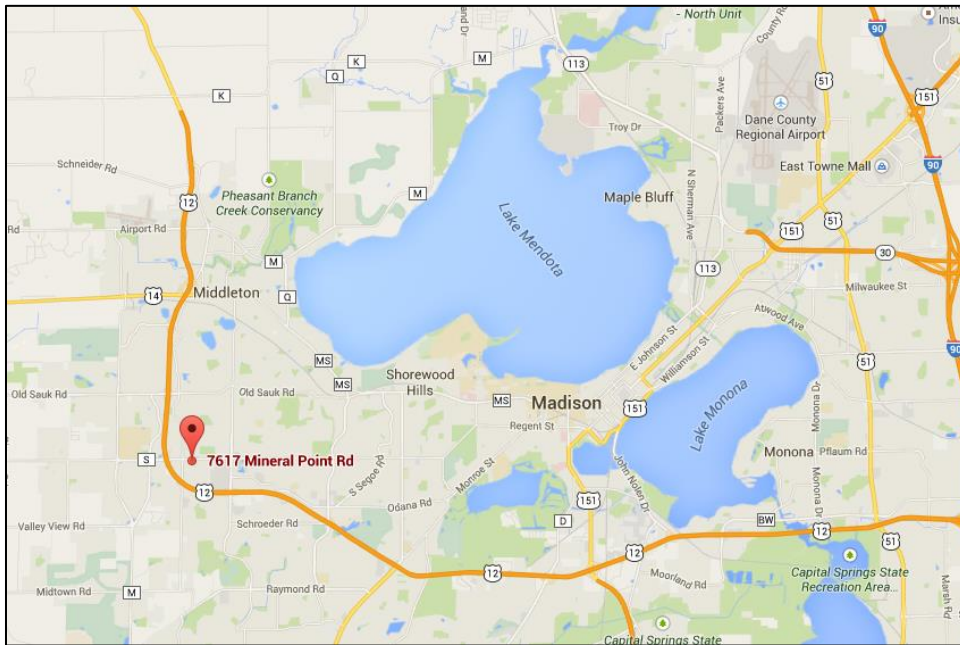 - North Unit
County Rd
90
Insu
M
113
K
Q
51
151
K
Packers Ave
Dane County
Regional Airport
Troy Dr
Schneider Rd
East Towne Mall
90
Pheasant Branch
Creek Conservancy
M
12
Maple Bluff
N Sherman Ave
Lake Mendota
51
151
Rd
Airport Rd
30
M
113
Middleton
14
Q
Milwaukee St
Atwood Ave
E Johnson St
Williamson St
90
MS
51
Shorewood
Hills
MS
Old Sauk Rd
Old Sauk Rd
MS
Madison
151
Lake Monona
Monona Dr
Regent St
S
7617 Mineral Point Rd
S Segoe Rd
Monroe St
John Nolen Dr
Monona
Pflaum Rd
12
Odana Rd
151
Monona Dr
Valley View Rd
Schroeder Rd
D
BW
12
51
12
Capital Springs State
Recreation Area...
12
Moorland Rd
Midtown Rd
M
Raymond Rd
Marsh Rd
Capital Springs State